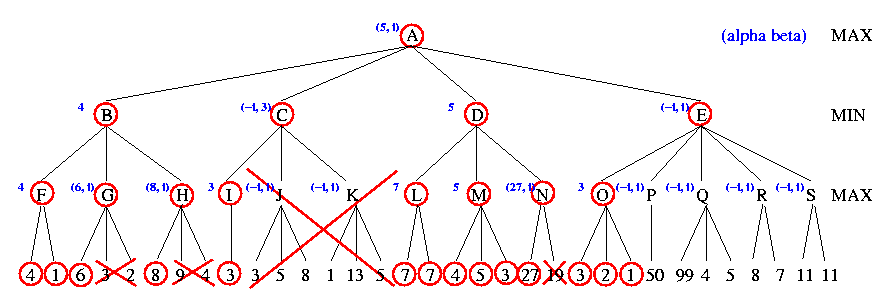 (5, 1) A (alpha beta) MAX
4 B (−1, 3) C 5 D (−1, 1) E MIN
4 F (6, 1) G (8, 1) H 3 I (−1, 1) J (−1, 1) K 7 L 5 M (27, 1) N 3 O (−1, 1) P (−1, 1) Q (−1, 1) R (−1, 1) S MAX
4 1 6 3 2 8 9 4 3 3 5 8 1 13 5 7 7 4 5 3 27 19 3 2 1 50 99 4 5 8 7 11 11